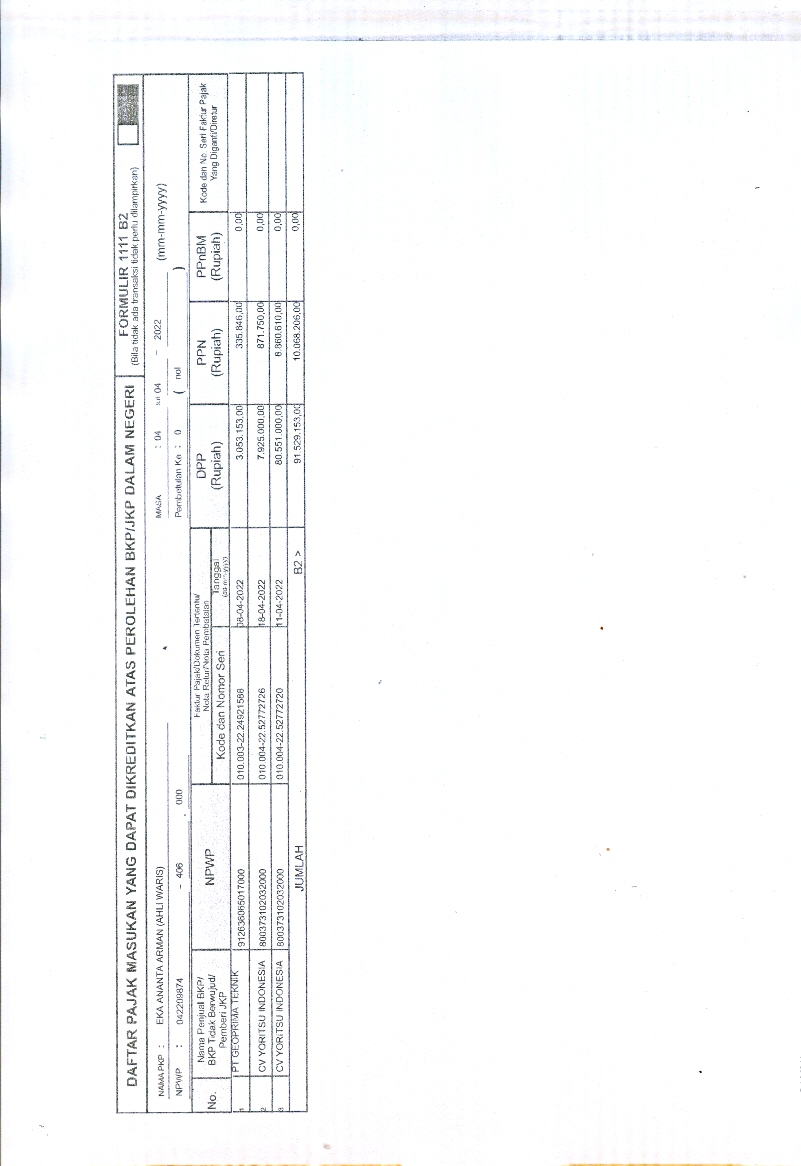 DAFTAR PAJAK MASUKAN YANG DAPAT DIKREDITKAN ATAS PEROLEHAN BKP/JKP DALAM NEGERI
FORMULIR 1111 B2
(Bila tidak ada transaksi tidak perlu dilampirkan)
NAMA PKP : EKA ANANTA ARMAN (AHLI WARIS) MASA : 04 s.d 04 - 2022 (mm-mm-yyyy)
NPWP : 042209874 - 406 . 000 Pembetulan Ke : 0 ( nol )
No. Nama Penjual BKP/ BKP Tidak Berwujud/ Pemberi JKP NPWP Faktur Pajak/Dokumen Tertentu/ Nota Retur/Nota Pembatalan DPP (Rupiah) PPN (Rupiah) PPnBM (Rupiah) Kode dan No. Seri Faktur Pajak Yang Diganti/Diretur
Kode dan Nomor Seri Tanggal (dd-mm-yyyy)
1 PT GEOPRIMA TEKNIK 912636065017000 010.003-22.24921588 08-04-2022 3.053.153,00 335.846,00 0,00
2 CV YORITSU INDONESIA 800373102032000 010.004-22.52772726 18-04-2022 7.925.000,00 871.750,00 0,00
3 CV YORITSU INDONESIA 800373102032000 010.004-22.52772720 11-04-2022 80.551.000,00 8.860.610,00 0,00
JUMLAH B2 > 91.529.153,00 10.068.206,00 0,00